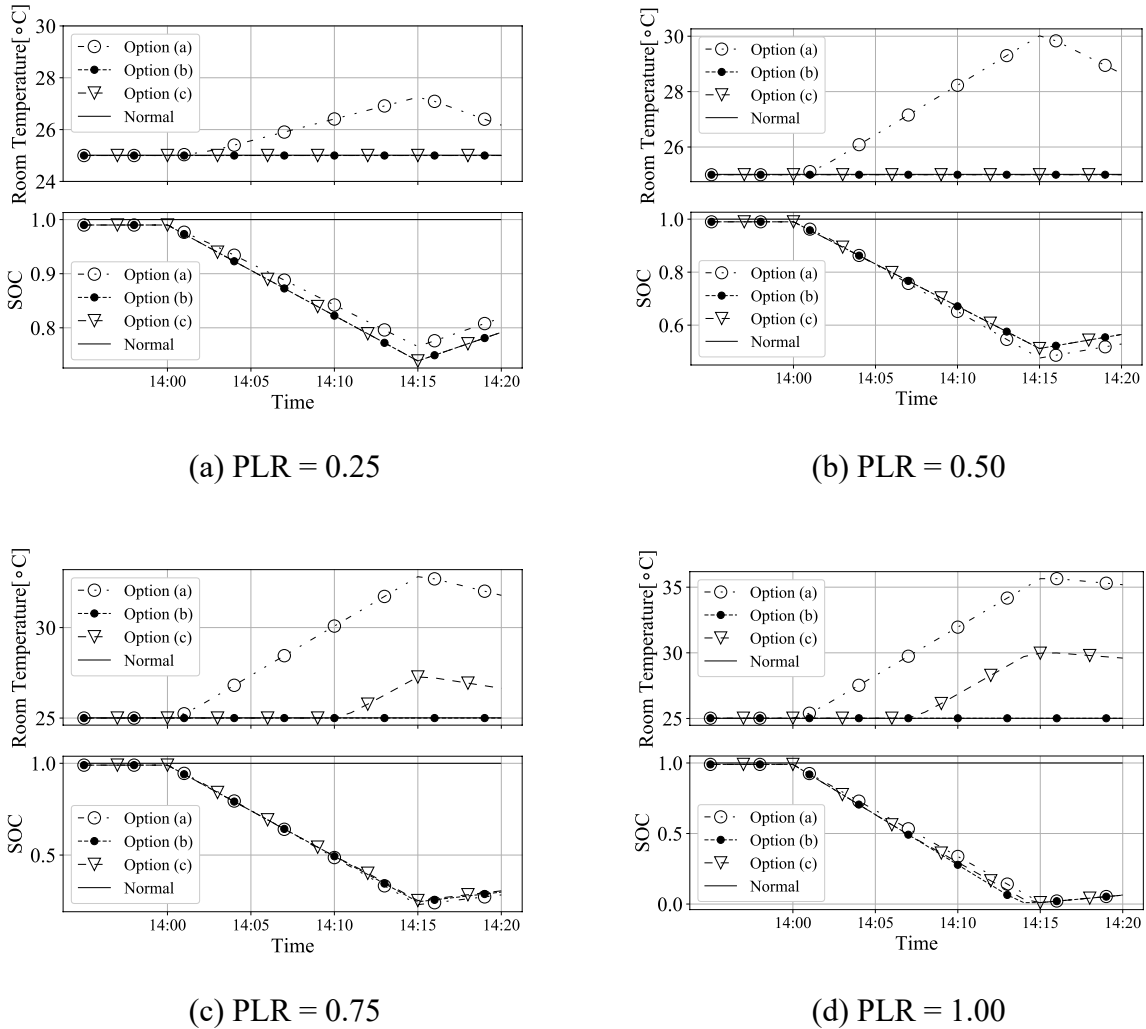 Room Temperature[∘C]
30
28
26
24
Option (a)
Option (b)
Option (c)
Normal
SOC
1.0
0.9
0.8
Option (a)
Option (b)
Option (c)
Normal
14:00 14:05 14:10 14:15 14:20
Time
(a) PLR = 0.25
Room Temperature[∘C]
30
28
26
Option (a)
Option (b)
Option (c)
Normal
SOC
1.0
0.8
0.6
Option (a)
Option (b)
Option (c)
Normal
14:00 14:05 14:10 14:15 14:20
Time
(b) PLR = 0.50
Room Temperature[∘C]
30
25
Option (a)
Option (b)
Option (c)
Normal
SOC
1.0
0.5
Option (a)
Option (b)
Option (c)
Normal
14:00 14:05 14:10 14:15 14:20
Time
(c) PLR = 0.75
Room Temperature[∘C]
35
30
25
Option (a)
Option (b)
Option (c)
Normal
SOC
1.0
0.5
0.0
Option (a)
Option (b)
Option (c)
Normal
14:00 14:05 14:10 14:15 14:20
Time
(d) PLR = 1.00